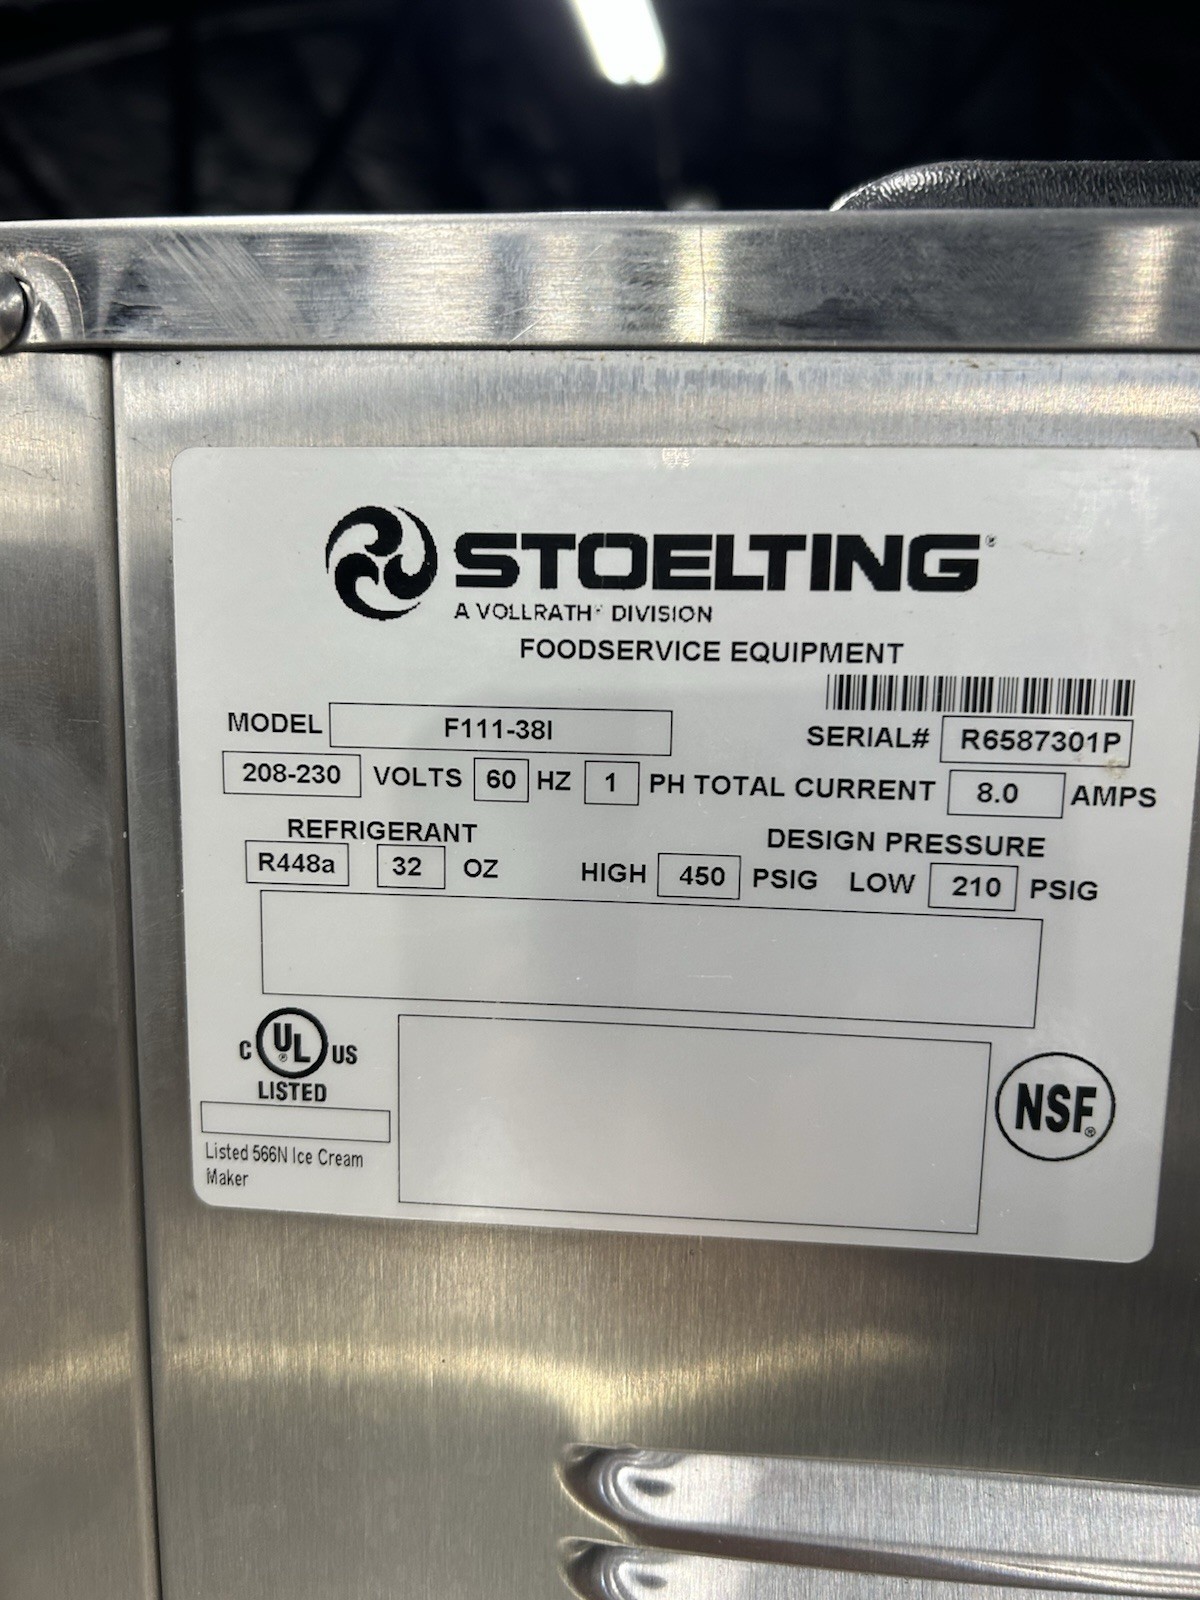 STOELTING®
A VOLLRATH® DIVISION
FOODSERVICE EQUIPMENT
MODEL F111-38I SERIAL# R6587301P
208-230 VOLTS 60 HZ 1 PH TOTAL CURRENT 8.0 AMPS
REFRIGERANT DESIGN PRESSURE
R448a 32 OZ HIGH 450 PSIG LOW 210 PSIG
C UL® US
LISTED
NSF®
Listed 566N Ice Cream
Maker